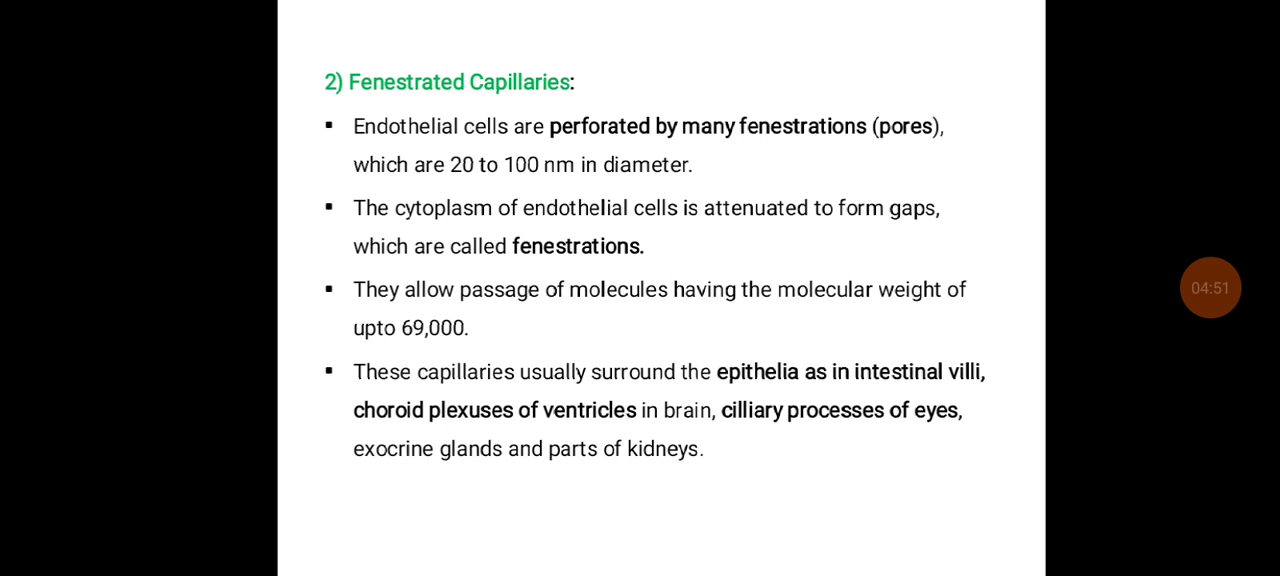 2) Fenestrated Capillaries:
▪ Endothelial cells are perforated by many fenestrations (pores),
which are 20 to 100 nm in diameter.
▪ The cytoplasm of endothelial cells is attenuated to form gaps,
which are called fenestrations.
▪ They allow passage of molecules having the molecular weight of
upto 69,000.
▪ These capillaries usually surround the epithelia as in intestinal villi,
choroid plexuses of ventricles in brain, cilliary processes of eyes,
exocrine glands and parts of kidneys.
04:51